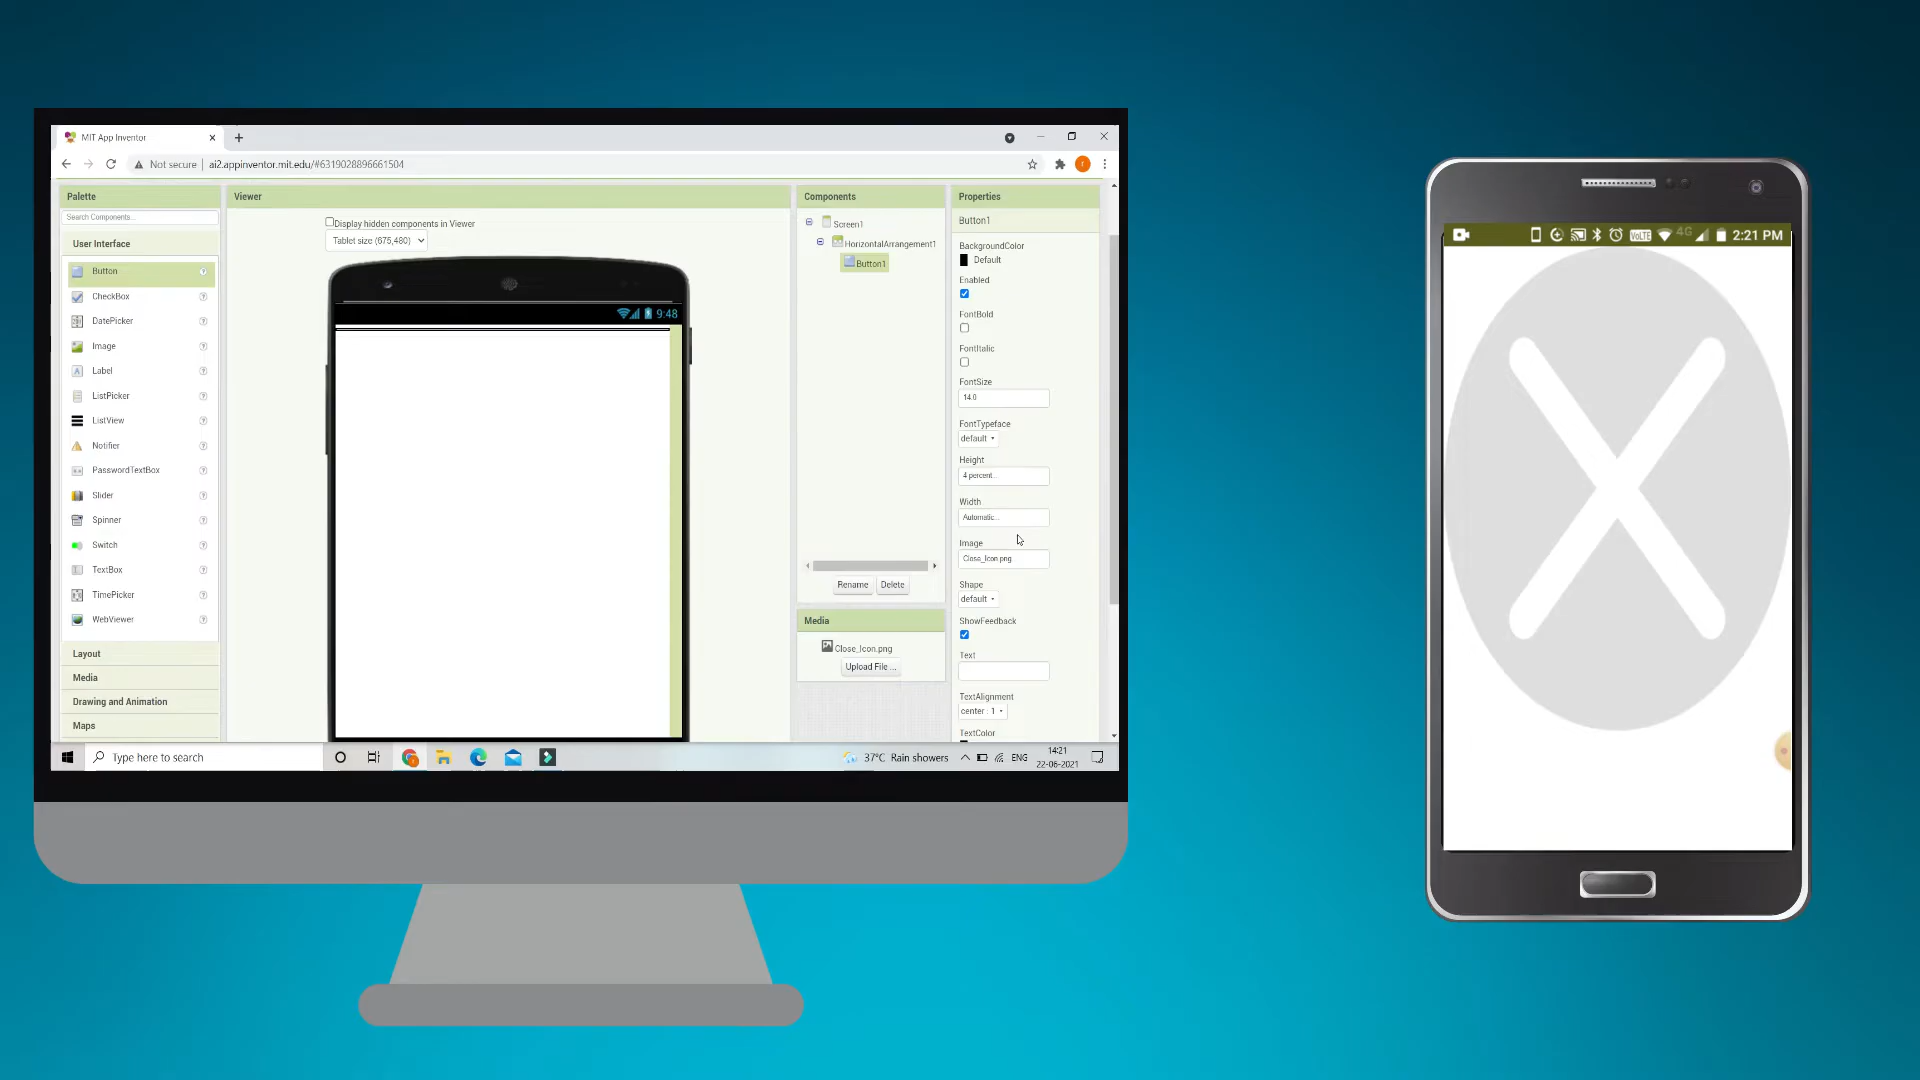 MIT App Inventor
Not secure | ai2.appinventor.mit.edu/#6319028896661504
Palette
Search Components...
User Interface
Button
CheckBox
DatePicker
Image
Label
ListPicker
ListView
Notifier
PasswordTextBox
Slider
Spinner
Switch
TextBox
TimePicker
WebViewer
Layout
Media
Drawing and Animation
Maps
Viewer
Display hidden components in Viewer
Tablet size (675,480)
9:48
Components
Screen1
HorizontalArrangement1
Button1
Rename Delete
Media
Close_Icon.png
Upload File ...
Properties
Button1
BackgroundColor
Default
Enabled
FontBold
FontItalic
FontSize
14.0
FontTypeface
default
Height
4 percent...
Width
Automatic...
Image
Close_Icon.png
Shape
default
ShowFeedback
Text
TextAlignment
center : 1
TextColor
Type here to search
37°C Rain showers
ENG
14:21
22-06-2021
VoLTE 4G 2:21 PM